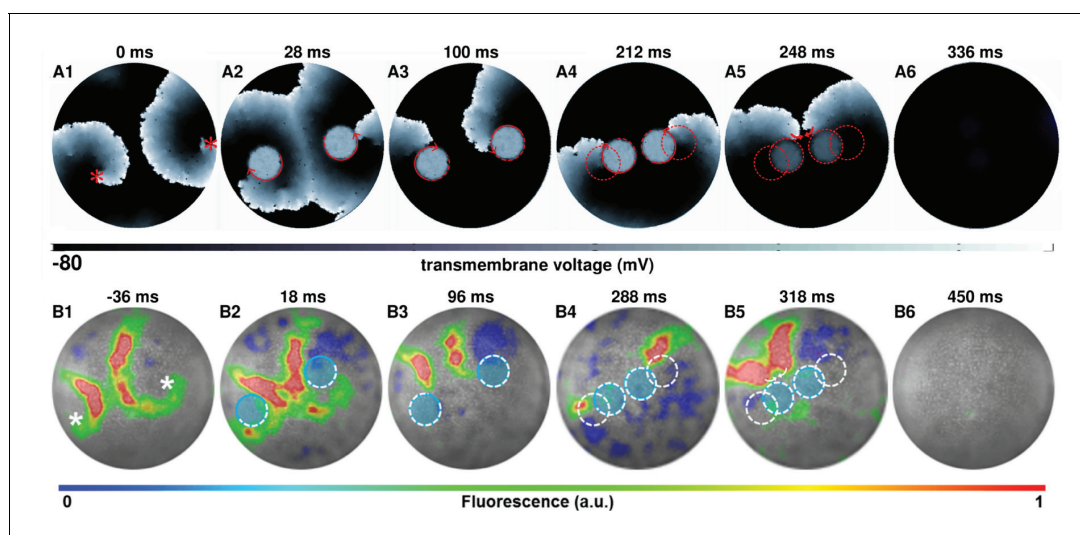 0 ms 28 ms 100 ms 212 ms 248 ms 336 ms
A1 A2 A3 A4 A5 A6
* *
-80 transmembrane voltage (mV)
-36 ms 18 ms 96 ms 288 ms 318 ms 450 ms
B1 B2 B3 B4 B5 B6
* *
0 Fluorescence (a.u.) 1